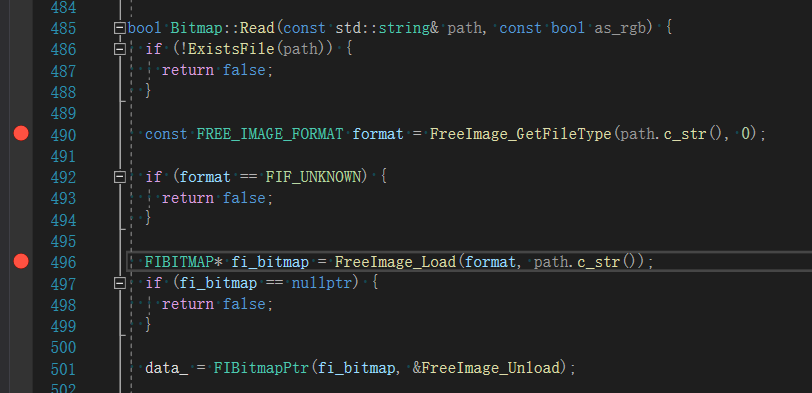 484
485 bool Bitmap::Read(const std::string& path, const bool as_rgb) {
486 if (!ExistsFile(path)) {
487 return false;
488 }
489
490 const FREE_IMAGE_FORMAT format = FreeImage_GetFileType(path.c_str(), 0);
491
492 if (format == FIF_UNKNOWN) {
493 return false;
494 }
495
496 FIBITMAP* fi_bitmap = FreeImage_Load(format, path.c_str());
497 if (fi_bitmap == nullptr) {
498 return false;
499 }
500
501 data_ = FIBitmapPtr(fi_bitmap, &FreeImage_Unload);
502